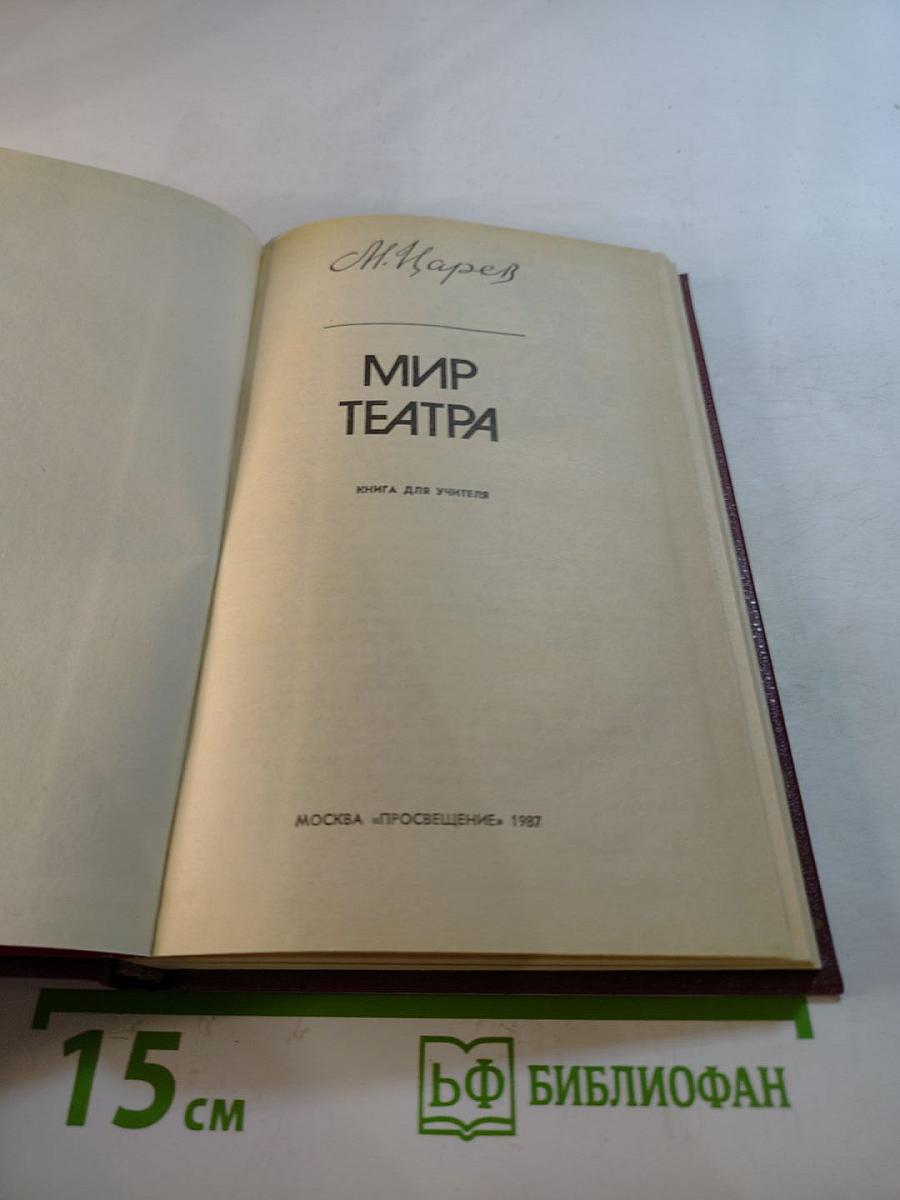 М. Царев
МИР
ТЕАТРА
КНИГА ДЛЯ УЧИТЕЛЯ
МОСКВА «ПРОСВЕЩЕНИЕ» 1987
15 см
ЬФ БИБЛИОФАН